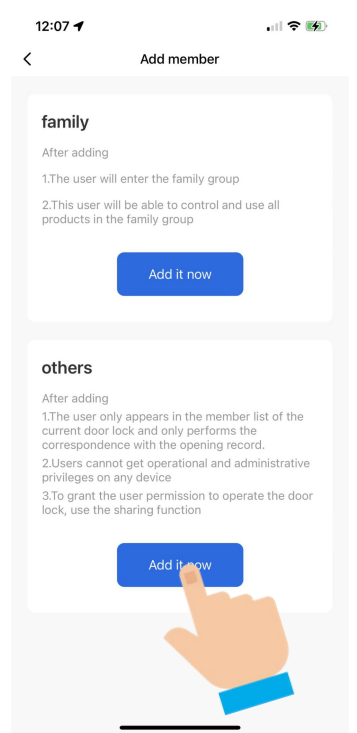 12:07
Add member
family
After adding
1.The user will enter the family group
2.This user will be able to control and use all
products in the family group
Add it now
others
After adding
1.The user only appears in the member list of the
current door lock and only performs the
correspondence with the opening record.
2.Users cannot get operational and administrative
privileges on any device
3.To grant the user permission to operate the door
lock, use the sharing function
Add it now